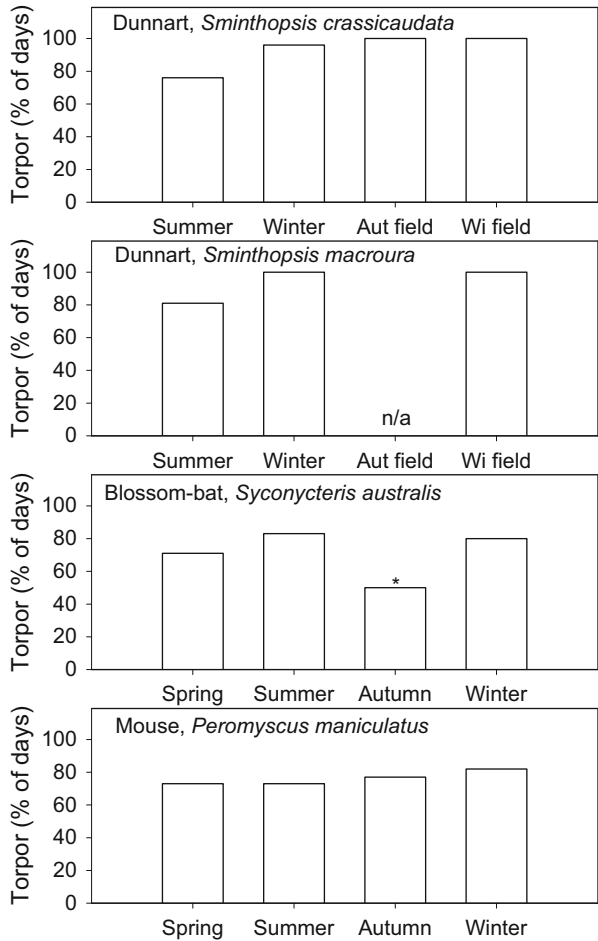 Dunnart, Sminthopsis crassicaudata
Torpor (% of days)
100
80
60
40
20
0
Summer Winter Aut field Wi field
Dunnart, Sminthopsis macroura
Torpor (% of days)
100
80
60
40
20
0
n/a
Summer Winter Aut field Wi field
Blossom-bat, Syconycteris australis
Torpor (% of days)
100
80
60
40
20
0
*
Spring Summer Autumn Winter
Mouse, Peromyscus maniculatus
Torpor (% of days)
100
80
60
40
20
0
Spring Summer Autumn Winter